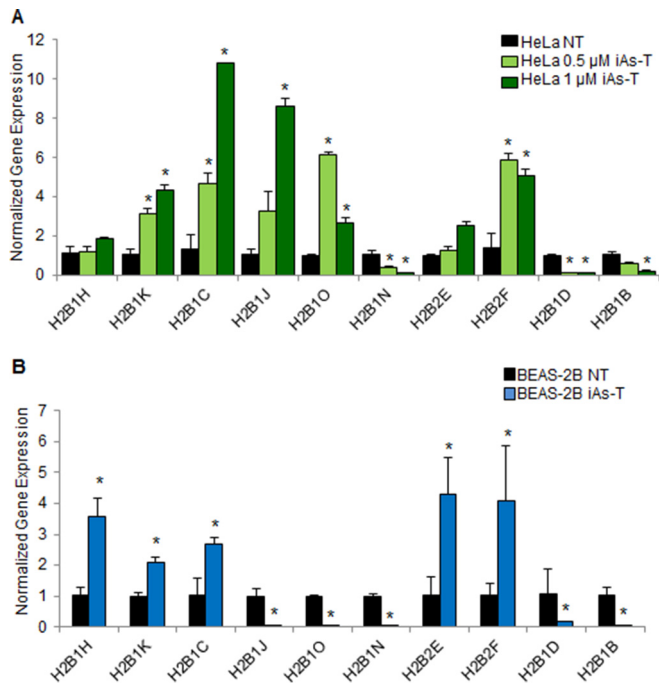 A
Normalized Gene Expression
12
10
8
6
4
2
0
HeLa NT
HeLa 0.5 µM iAs-T
HeLa 1 µM iAs-T
* * * * * * * * * * * * * *
H2B1H H2B1K H2B1C H2B1J H2B1O H2B1N H2B2E H2B2F H2B1D H2B1B
B
Normalized Gene Expression
7
6
5
4
3
2
1
0
BEAS-2B NT
BEAS-2B iAs-T
* * * * * * * * * *
H2B1H H2B1K H2B1C H2B1J H2B1O H2B1N H2B2E H2B2F H2B1D H2B1B